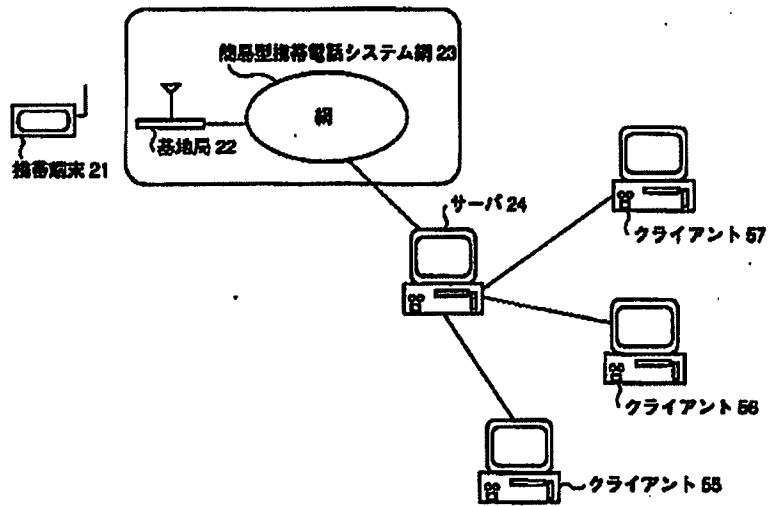 簡易型携帯電話システム網 23
網
基地局 22
携帯端末 21
サーバ 24
クライアント 57
クライアント 56
クライアント 55